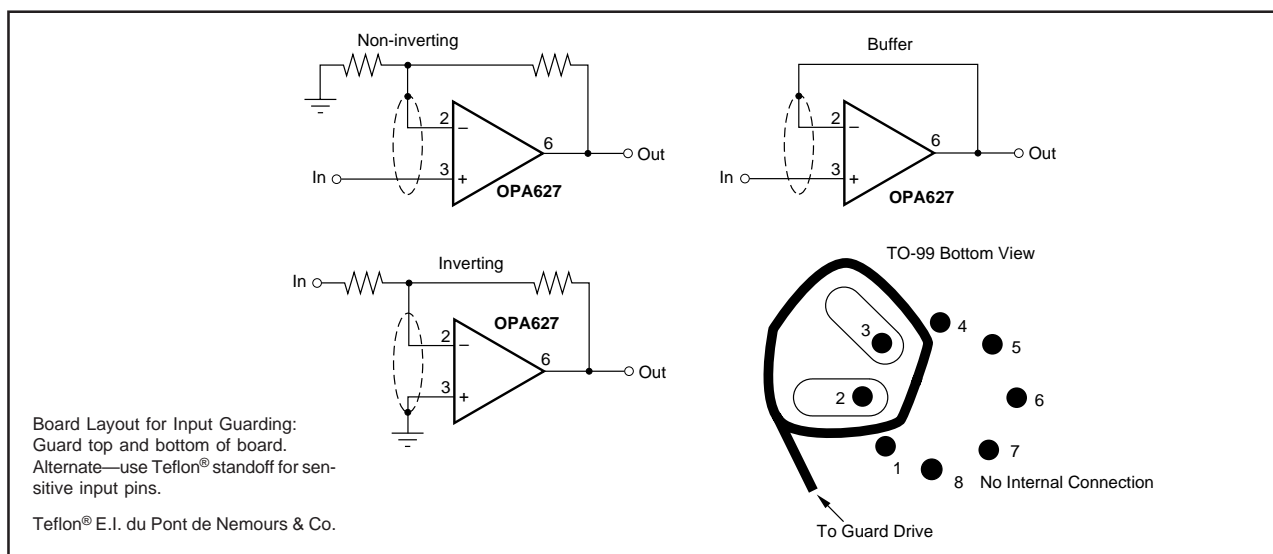 Non-inverting
2
–
6
3
+
In
Out
OPA627
Buffer
2
–
6
3
+
In
Out
OPA627
In
Inverting
OPA627
2
–
6
3
+
Out
TO-99 Bottom View
3
4
5
2
6
1
7
8 No Internal Connection
To Guard Drive
Board Layout for Input Guarding:
Guard top and bottom of board.
Alternate—use Teflon® standoff for sen-
sitive input pins.
Teflon® E.I. du Pont de Nemours & Co.